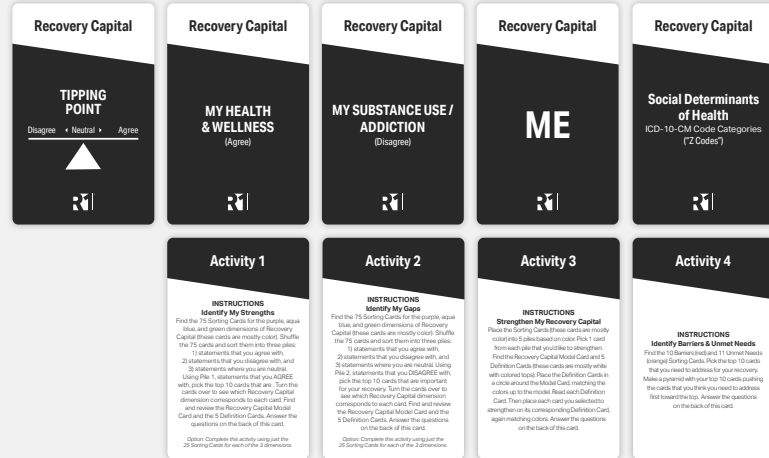 Recovery Capital
TIPPING
POINT
Disagree ◂ Neutral ▸ Agree
R1
Recovery Capital
MY HEALTH
& WELLNESS
(Agree)
R1
Recovery Capital
MY SUBSTANCE USE /
ADDICTION
(Disagree)
R1
Recovery Capital
ME
R1
Recovery Capital
Social Determinants
of Health
ICD-10-CM Code Categories
("Z Codes")
R1
Activity 1
INSTRUCTIONS
Identify My Strengths
Find the 75 Sorting Cards for the purple, aqua
blue, and green dimensions of Recovery
Capital (these cards are mostly color). Shuffle
the 75 cards and sort them into three piles:
1) statements that you agree with,
2) statements that you disagree with, and
3) statements where you are neutral.
Using Pile 1, statements that you AGREE
with, pick the top 10 cards that are . Turn the
cards over to see which Recovery Capital
dimension corresponds to each card. Find
and review the Recovery Capital Model
Card and the 5 Definition Cards. Answer the
questions on the back of this card.
Option: Complete this activity using just the
25 Sorting Cards for each of the 3 dimensions.
Activity 2
INSTRUCTIONS
Identify My Gaps
Find the 75 Sorting Cards for the purple, aqua
blue, and green dimensions of Recovery
Capital (these cards are mostly color). Shuffle
the 75 cards and sort them into three piles:
1) statements that you agree with,
2) statements that you disagree with, and
3) statements where you are neutral. Using
Pile 2, statements that you DISAGREE with,
pick the top 10 cards that are important
for your recovery. Turn the cards over to
see which Recovery Capital dimension
corresponds to each card. Find and review
the Recovery Capital Model Card and the
5 Definition Cards. Answer the questions
on the back of this card.
Option: Complete this activity using just the
25 Sorting Cards for each of the 3 dimensions.
Activity 3
INSTRUCTIONS
Strengthen My Recovery Capital
Place the Sorting Cards (these cards are mostly
color) into 5 piles based on color. Pick 1 card
from each pile that you'd like to strengthen.
Find the Recovery Capital Model Card and 5
Definition Cards (these cards are mostly white
with colored tops). Place the Definition Cards in
a circle around the Model Card, matching the
colors up to the model. Read each Definition
Card. Then place each card you selected to
strengthen on its corresponding Definition Card,
again matching colors. Answer the questions
on the back of this card.
Activity 4
INSTRUCTIONS
Identify Barriers & Unmet Needs
Find the 10 Barriers (red) and 11 Unmet Needs
(orange) Sorting Cards. Pick the top 10 cards
that you need to address for your recovery.
Make a pyramid with your top 10 cards pushing
the cards that you think you need to address
first toward the top. Answer the questions
on the back of this card.